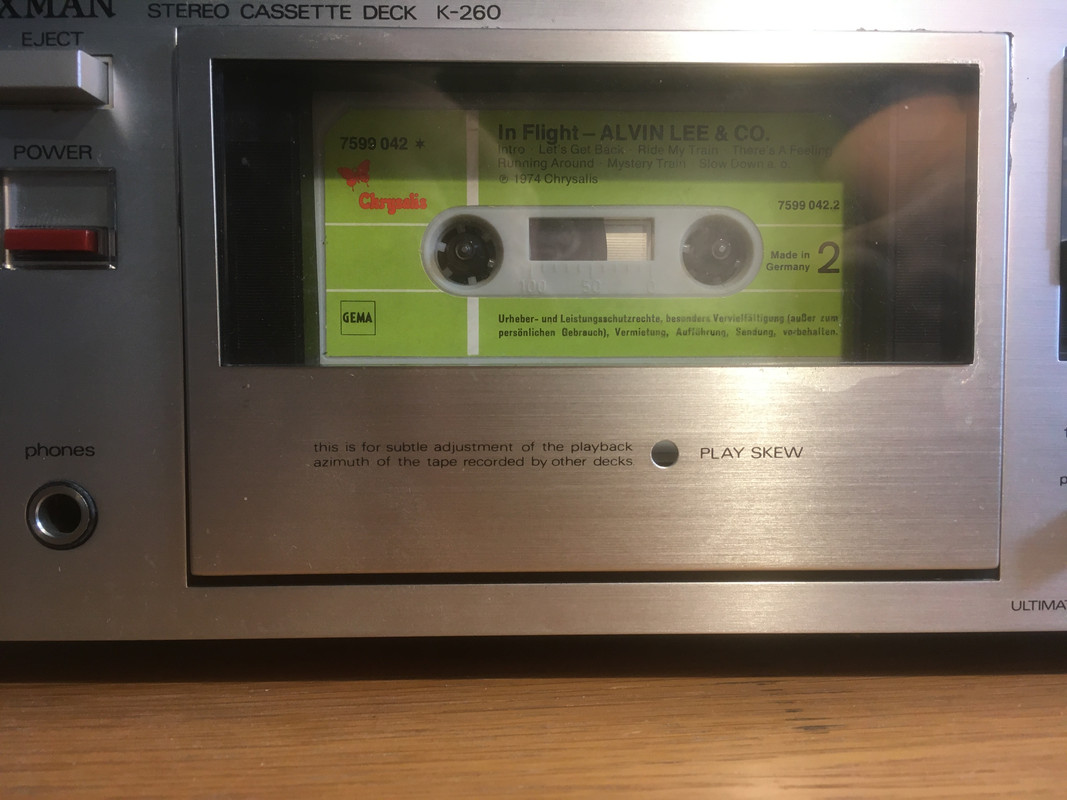 XMAN STEREO CASSETTE DECK K-260
EJECT
POWER
phones
7599 042 *
Chrysalis
In Flight – ALVIN LEE & CO.
Intro · Let's Get Back · Ride My Train · There's A Feeling
Running Around · Mystery Train · Slow Down a. o.
℗ 1974 Chrysalis
7599 042.2
Made in
Germany 2
100 50 0
GEMA
Urheber- und Leistungsschutzrechte, besonders Vervielfältigung (außer zum
persönlichen Gebrauch), Vermietung, Aufführung, Sendung, vorbehalten.
this is for subtle adjustment of the playback
azimuth of the tape recorded by other decks
PLAY SKEW
ULTIMAT